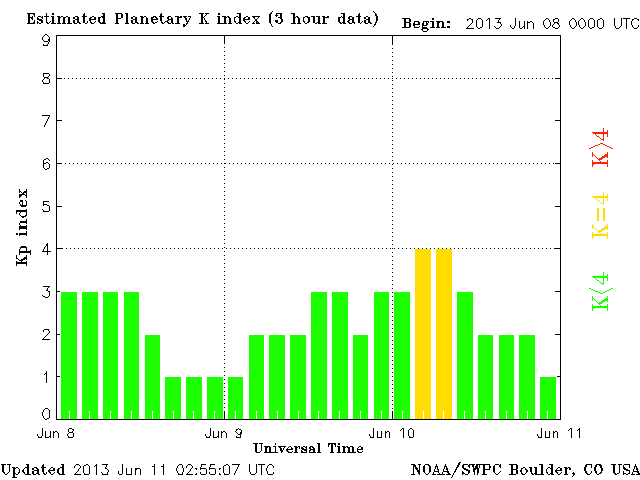 Estimated Planetary K index (3 hour data) Begin: 2013 Jun 08 0000 UTC
9
8
7
6
5
4
3
2
1
0
Kp index
K>4
K=4
K<4
Jun 8 Jun 9 Jun 10 Jun 11
Universal Time
Updated 2013 Jun 11 02:55:07 UTC NOAA/SWPC Boulder, CO USA